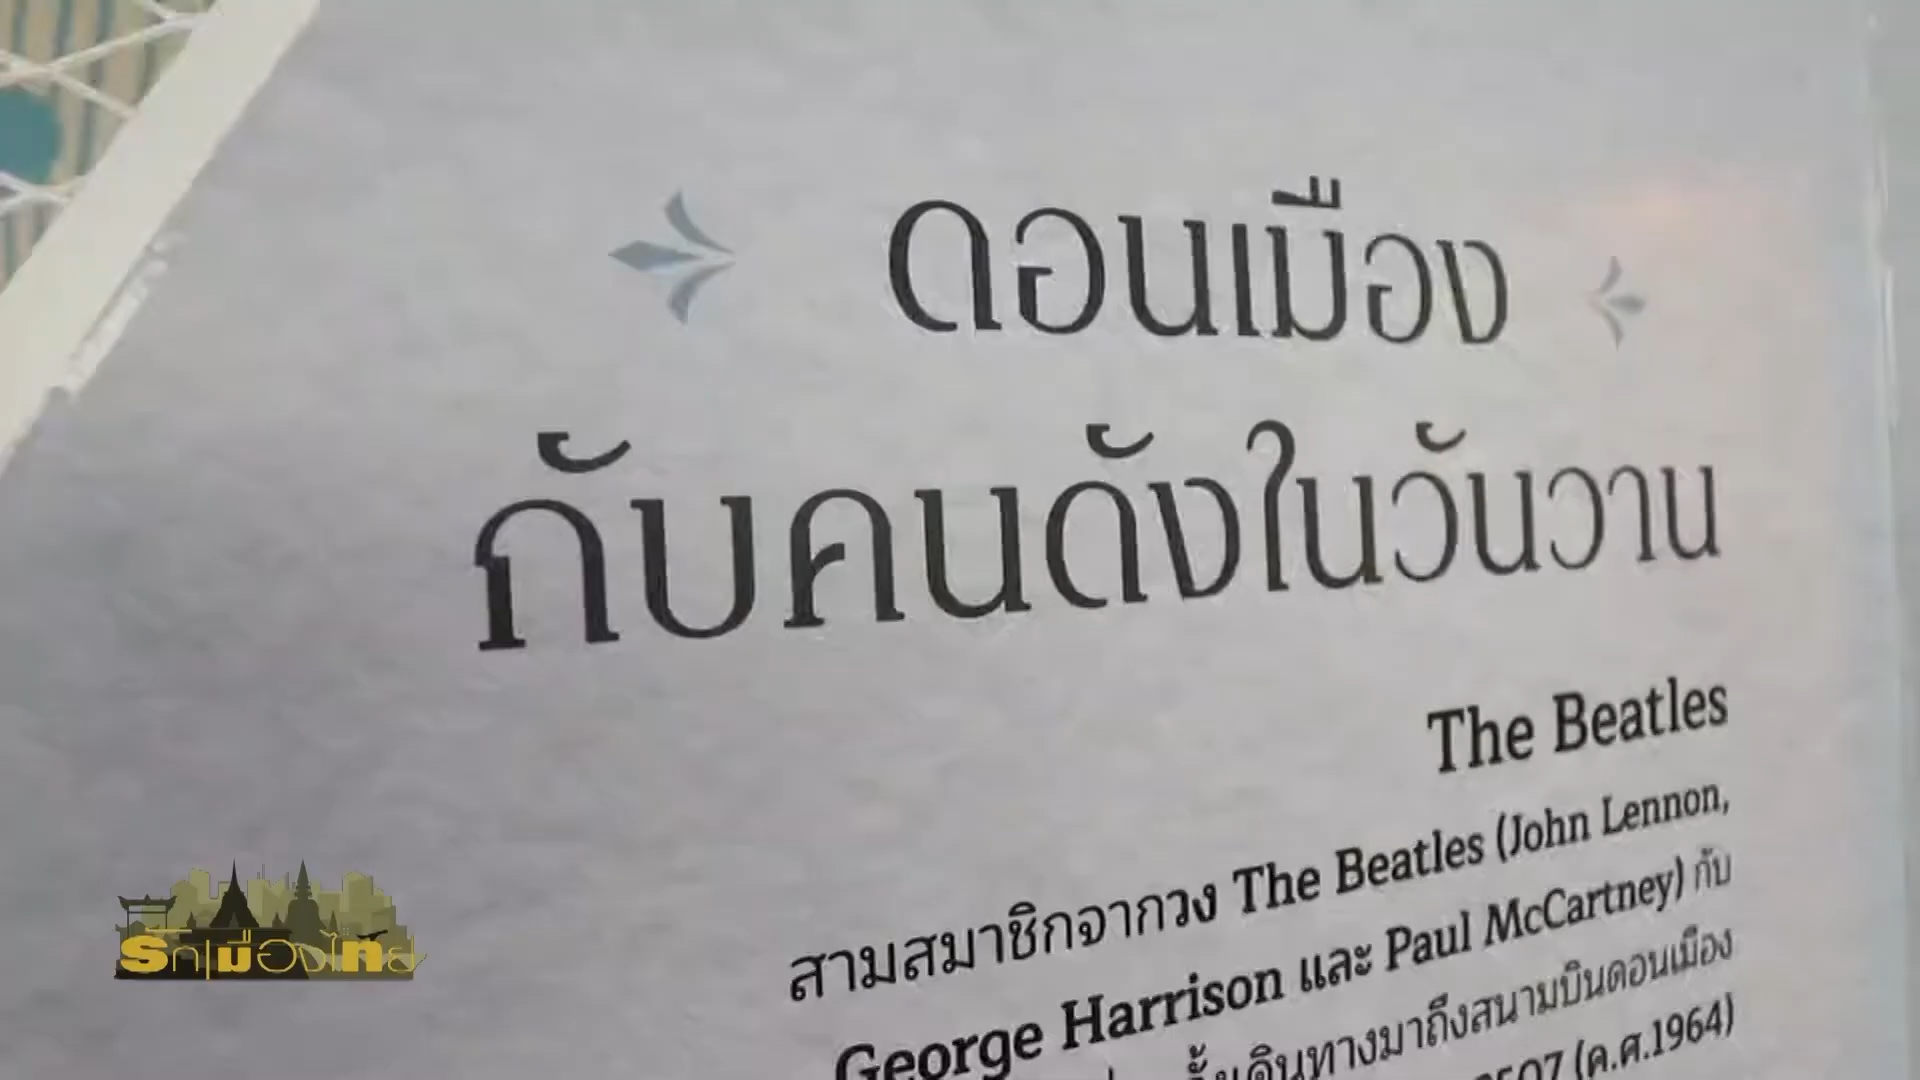 ดอนเมือง
กับคนดังในวันวาน
The Beatles
สามสมาชิกจากวง The Beatles (John Lennon,
George Harrison และ Paul McCartney) กับ
เดินทางมาถึงสนามบินดอนเมือง
2507 (ค.ศ.1964)
รักเมืองไทย